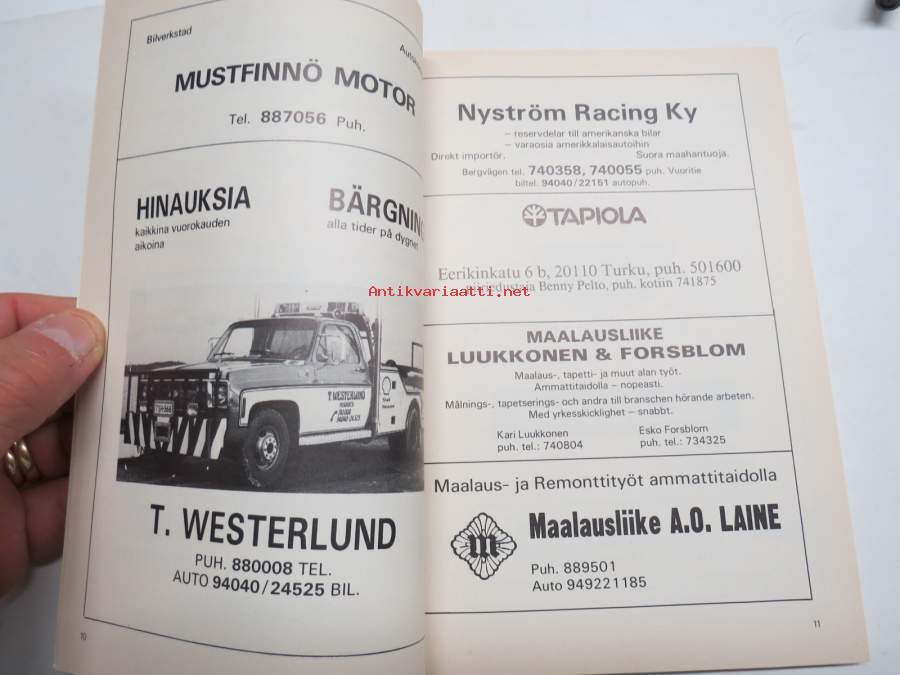 Bilverkstad
MUSTFINNÖ MOTOR
Tel. 887056 Puh.
HINAUKSIA
kaikkina vuorokauden
aikoina
BÄRGNING
alla tider på dygnet
T. WESTERLUND
T. WESTERLUND
PUH. 880008 TEL.
AUTO 94040/24525 BIL.
10
Nyström Racing Ky
– reservdelar till amerikanska bilar
– varaosia amerikkalaisautoihin
Direkt importör. Suora maahantuoja.
Bergvägen tel. 740358, 740055 puh. Vuoritie
biltel. 94040/22151 autopuh.
TAPIOLA
Eerikinkatu 6 b, 20110 Turku, puh. 501600
Benny Pelto, puh. kotiin 741875
Antikvariaatti.net
MAALAUSLIIKE
LUUKKONEN & FORSBLOM
Maalaus-, tapetti- ja muut alan työt.
Ammattitaidolla – nopeasti.
Målnings-, tapetserings- och andra till branschen hörande arbeten.
Med yrkesskicklighet – snabbt.
Kari Luukkonen
puh. tel.: 740804
Esko Forsblom
puh. tel.: 734325
Maalaus- ja Remonttityöt ammattitaidolla
Maalausliike A.O. LAINE
Puh. 889501
Auto 949221185
11